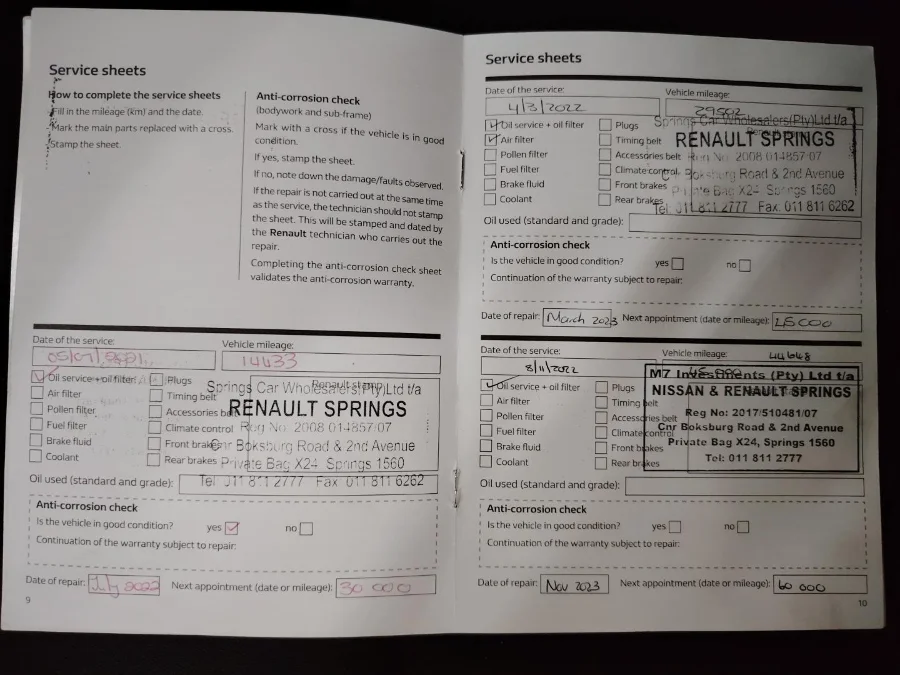 Service sheets
How to complete the service sheets
Fill in the mileage (km) and the date.
Mark the main parts replaced with a cross.
Stamp the sheet.
Anti-corrosion check
(bodywork and sub-frame)
Mark with a cross if the vehicle is in good
condition.
If yes, stamp the sheet.
If no, note down the damage/faults observed.
If the repair is not carried out at the same time
as the service, the technician should not stamp
the sheet. This will be stamped and dated by
the Renault technician who carries out the
repair.
Completing the anti-corrosion check sheet
validates the anti-corrosion warranty.
Date of the service:
Vehicle mileage:
14433
Oil service + oil filter
Plugs
Air filter
Timing belt
Pollen filter
Accessories belt
Fuel filter
Climate control
Brake fluid
Front brakes
Coolant
Rear brakes
Renault stamp
Springs Car Wholesalers(Pty)Ltd t/a
RENAULT SPRINGS
Reg No: 2008 014857/07
Cnr Boksburg Road & 2nd Avenue
Private Bag X24 Springs 1560
Tel: 011 811 2777 Fax: 011 811 6262
Oil used (standard and grade):
Anti-corrosion check
Is the vehicle in good condition?
yes
no
Continuation of the warranty subject to repair:
Date of repair: July 2022
Next appointment (date or mileage): 30 000
9
Service sheets
Date of the service:
4/3/2022
Vehicle mileage:
Oil service + oil filter
Plugs
Air filter
Timing belt
Pollen filter
Accessories belt
Fuel filter
Climate control
Brake fluid
Front brakes
Coolant
Rear brakes
Springs Car Wholesalers(Pty)Ltd t/a
RENAULT SPRINGS
Reg No: 2008 014857/07
Cnr Boksburg Road & 2nd Avenue
Private Bag X24 Springs 1560
Tel: 011 811 2777 Fax: 011 811 6262
Oil used (standard and grade):
Anti-corrosion check
Is the vehicle in good condition?
yes
no
Continuation of the warranty subject to repair:
Date of repair: March 2023
Next appointment (date or mileage): 45000
Date of the service:
8/11/2022
Vehicle mileage:
44648
Oil service + oil filter
Plugs
Air filter
Timing belt
Pollen filter
Accessories belt
Fuel filter
Climate control
Brake fluid
Front brakes
Coolant
Rear brakes
M7 Investments (Pty) Ltd t/a
NISSAN & RENAULT SPRINGS
Reg No: 2017/510481/07
Cnr Boksburg Road & 2nd Avenue
Private Bag X24, Springs 1560
Tel: 011 811 2777
Oil used (standard and grade):
Anti-corrosion check
Is the vehicle in good condition?
yes
no
Continuation of the warranty subject to repair:
Date of repair: Nov 2023
Next appointment (date or mileage): 60 000
10